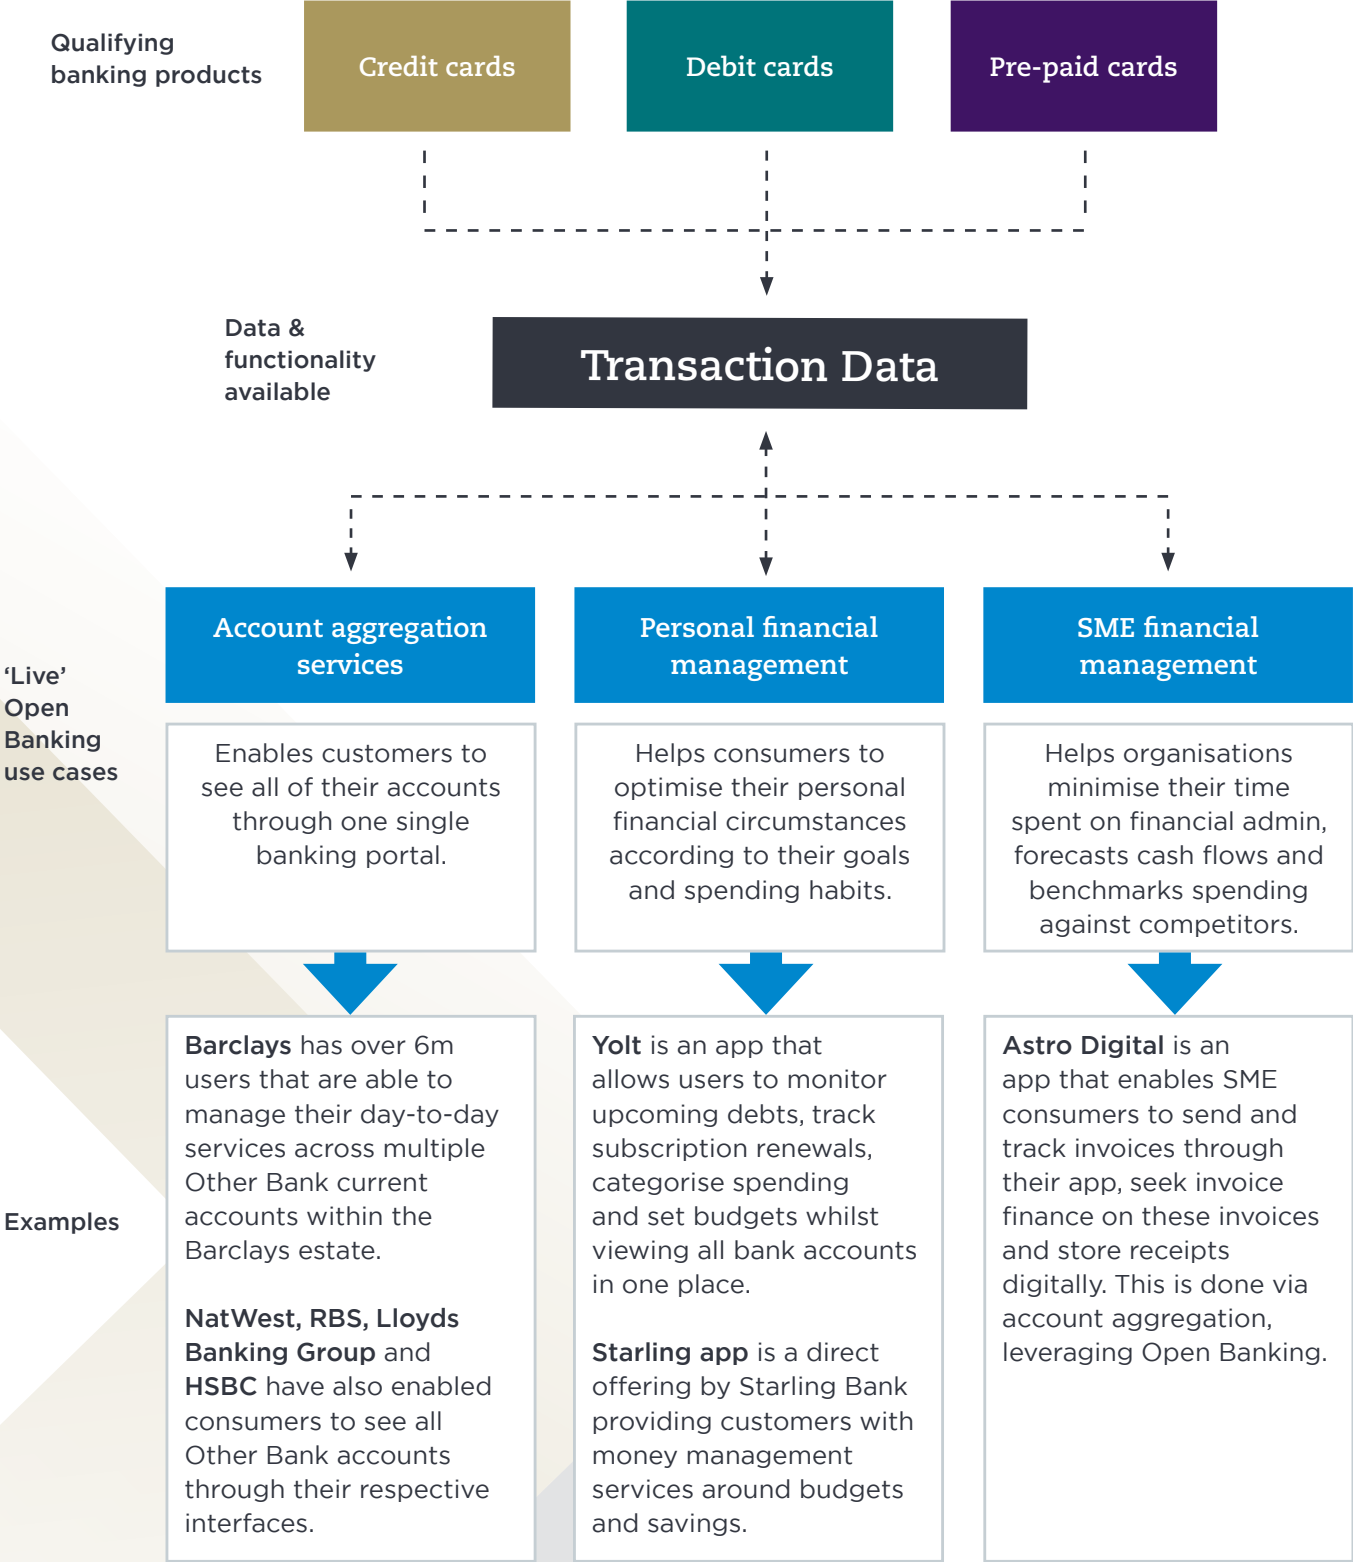 Qualifying
banking products
Credit cards
Debit cards
Pre-paid cards
Data &
functionality
available
Transaction Data
‘Live’
Open
Banking
use cases
Account aggregation
services
Personal financial
management
SME financial
management
Enables customers to
see all of their accounts
through one single
banking portal.
Helps consumers to
optimise their personal
financial circumstances
according to their goals
and spending habits.
Helps organisations
minimise their time
spent on financial admin,
forecasts cash flows and
benchmarks spending
against competitors.
Examples
Barclays has over 6m
users that are able to
manage their day-to-day
services across multiple
Other Bank current
accounts within the
Barclays estate.
NatWest, RBS, Lloyds
Banking Group and
HSBC have also enabled
consumers to see all
Other Bank accounts
through their respective
interfaces.
Yolt is an app that
allows users to monitor
upcoming debts, track
subscription renewals,
categorise spending
and set budgets whilst
viewing all bank accounts
in one place.
Starling app is a direct
offering by Starling Bank
providing customers with
money management
services around budgets
and savings.
Astro Digital is an
app that enables SME
consumers to send and
track invoices through
their app, seek invoice
finance on these invoices
and store receipts
digitally. This is done via
account aggregation,
leveraging Open Banking.